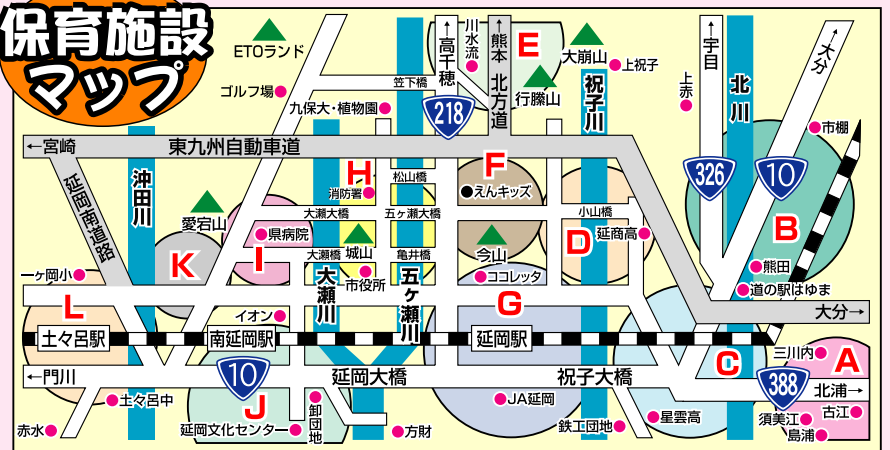 保育施設
マップ
ETOランド
ゴルフ場
九保大・植物園
笠下橋
↑高千穂
川水流
↑熊本 北方道
E
行縢山
大崩山
上祝子
祝子川
上赤
↑宇目
北川
↑大分
市棚
218
326
10
←宮崎
東九州自動車道
延岡南道路
沖田川
愛宕山
H
消防署
松山橋
大瀬大橋
五ヶ瀬大橋
F
えんキッズ
小山橋
D
延商高
B
県病院
I
K
大瀬橋
城山
亀井橋
今山
市役所
ココレッタ
大瀬川
五ヶ瀬川
G
熊田
道の駅はゆま
大分→
一ヶ岡小
L
イオン
土々呂駅
南延岡駅
延岡駅
C
三川内
A
←門川
10
延岡大橋
祝子大橋
388
北浦→
土々呂中
赤水
J
延岡文化センター
卸団地
方財
JA延岡
鉄工団地
星雲高
須美江
古江
島浦